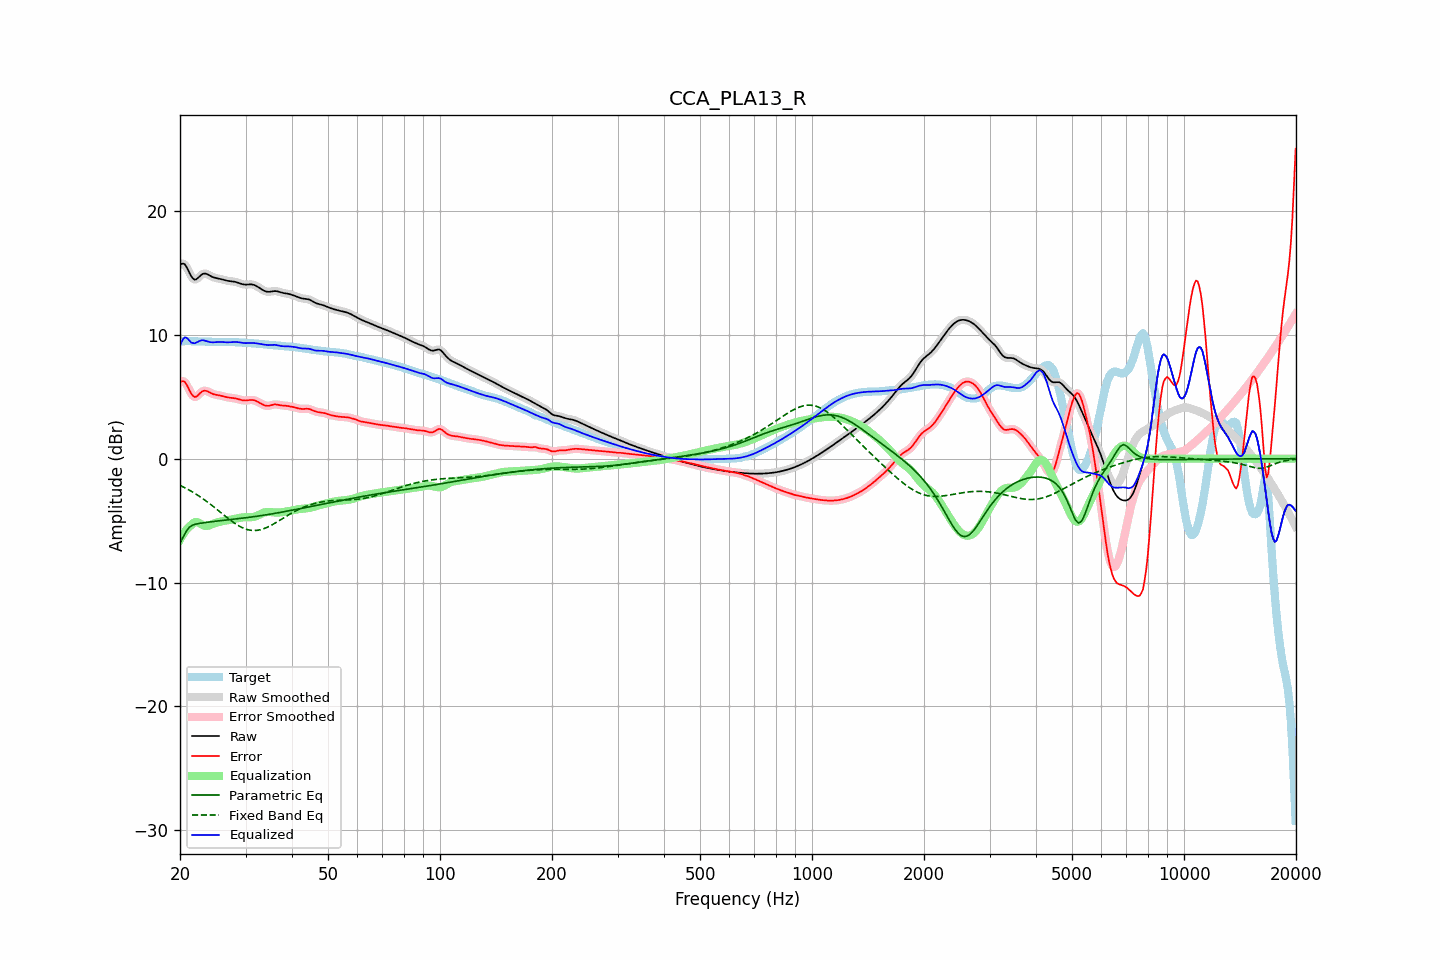 CCA_PLA13_R
Amplitude (dBr)
20
10
0
−10
−20
−30
Target
Raw Smoothed
Error Smoothed
Raw
Error
Equalization
Parametric Eq
Fixed Band Eq
Equalized
20 50 100 200 500 1000 2000 5000 10000 20000
Frequency (Hz)